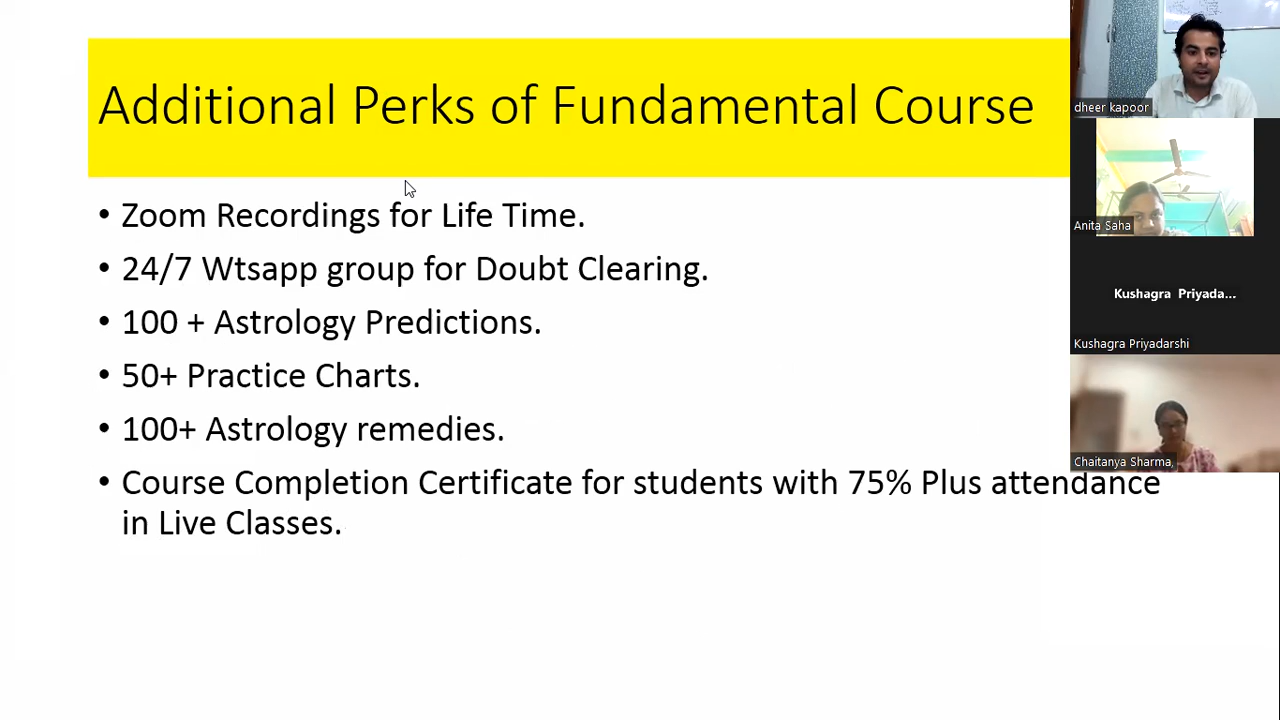 Additional Perks of Fundamental Course
• Zoom Recordings for Life Time.
• 24/7 Wtsapp group for Doubt Clearing.
• 100 + Astrology Predictions.
• 50+ Practice Charts.
• 100+ Astrology remedies.
• Course Completion Certificate for students with 75% Plus attendance
in Live Classes.
dheer kapoor
Anita Saha
Kushagra Priyada...
Kushagra Priyadarshi
Chaitanya Sharma,